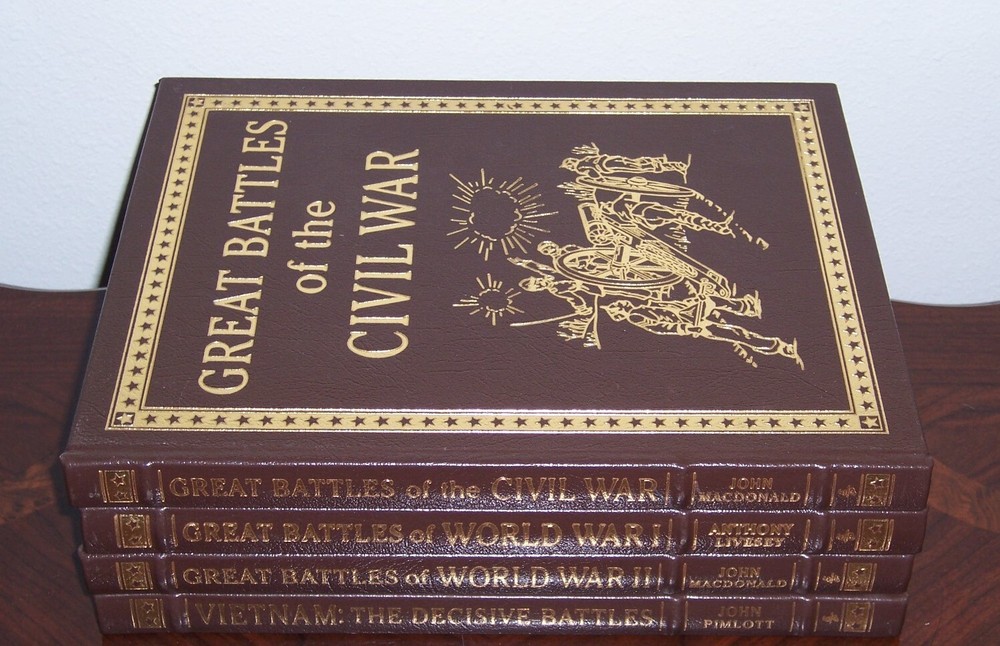 GREAT BATTLES
of the
CIVIL WAR
GREAT BATTLES of the CIVIL WAR
JOHN
MACDONALD
GREAT BATTLES of WORLD WAR I
ANTHONY
LIVESEY
GREAT BATTLES of WORLD WAR II
JOHN
MACDONALD
VIETNAM: THE DECISIVE BATTLES
JOHN
PIMLOTT